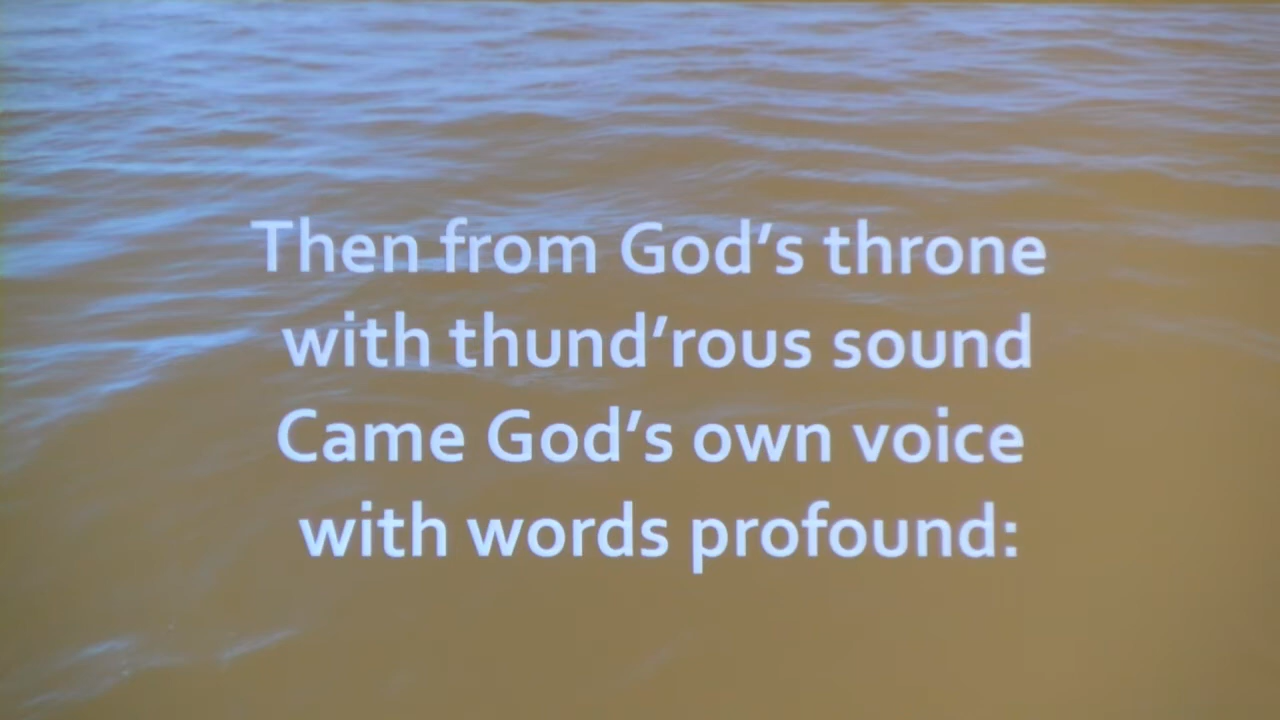 Then from God’s throne
with thund’rous sound
Came God’s own voice
with words profound: